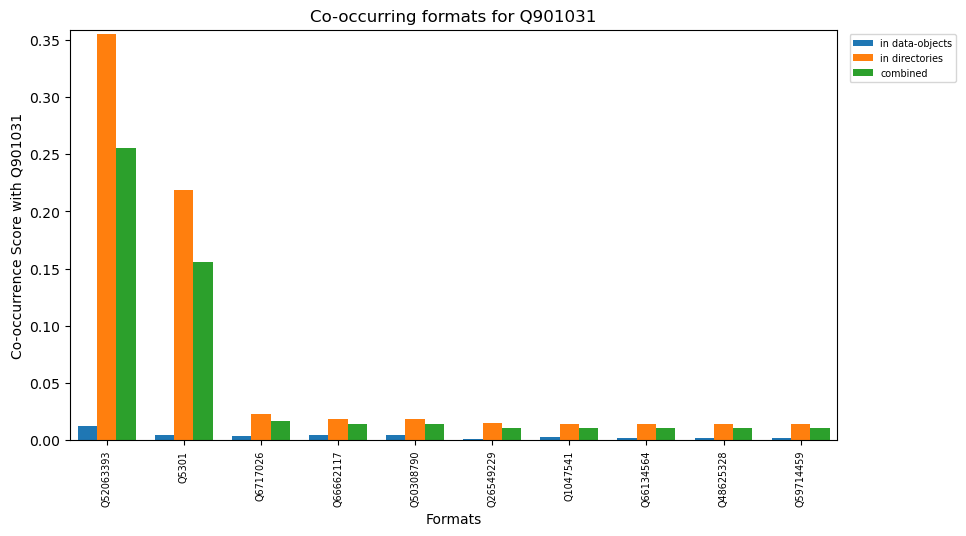 Co-occurring formats for Q901031
Co-occurrence Score with Q901031
0.35
0.30
0.25
0.20
0.15
0.10
0.05
0.00
in data-objects
in directories
combined
Q52063393
Q5301
Q6717026
Q66662117
Q50308790
Q26549229
Q1047541
Q66134564
Q48625328
Q59714459
Formats